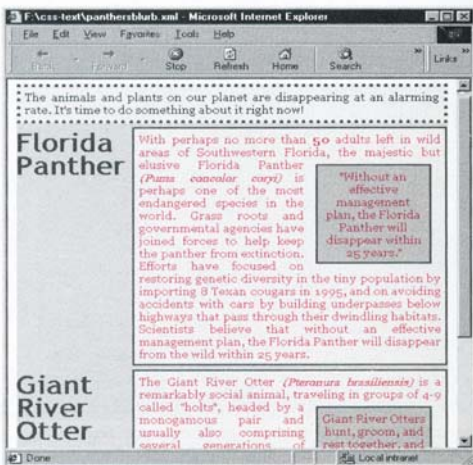 F:\css-text\panthersblurb.xml - Microsoft Internet Explorer
File Edit View Favorites Tools Help
Back Forward Stop Refresh Home Search Links
The animals and plants on our planet are disappearing at an alarming
rate. It's time to do something about it right now!
Florida
Panther
With perhaps no more than 50 adults left in wild
areas of Southwestern Florida, the majestic but
elusive Florida Panther
(Puma concolor coryi) is
perhaps one of the most
endangered species in the
world. Grass roots and
governmental agencies have
joined forces to help keep
the panther from extinction.
Efforts have focused on
restoring genetic diversity in the tiny population by
importing 8 Texan cougars in 1995, and on avoiding
accidents with cars by building underpasses below
highways that pass through their dwindling habitats.
Scientists believe that without an effective
management plan, the Florida Panther will disappear
from the wild within 25 years.
"Without an
effective
management
plan, the Florida
Panther will
disappear within
25 years."
Giant
River
Otter
The Giant River Otter (Pteronura brasiliensis) is a
remarkably social animal, traveling in groups of 4-9
called "holts", headed by a
monogamous pair and
usually also comprising
several generations of
Giant River Otters
hunt, groom, and
rest together, and
Done Local intranet